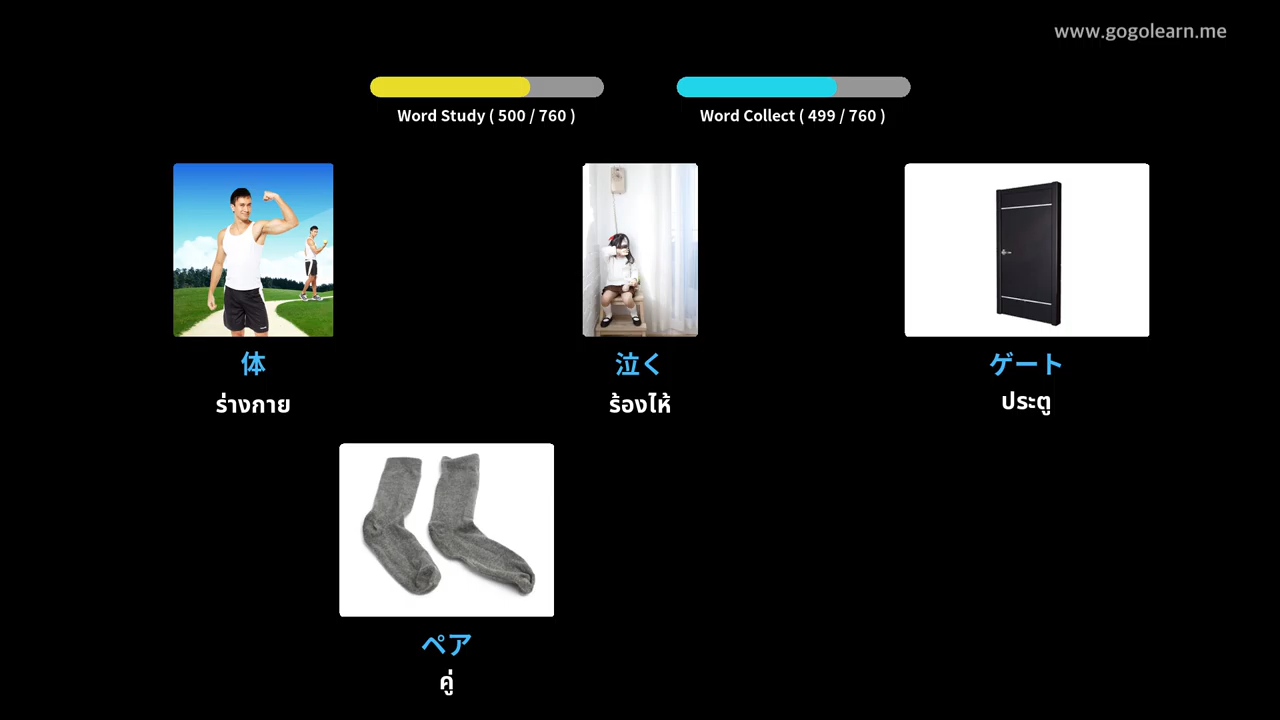 www.gogolearn.me
Word Study ( 500 / 760 )
Word Collect ( 499 / 760 )
体
ร่างกาย
泣く
ร้องไห้
ゲート
ประตู
ペア
คู่